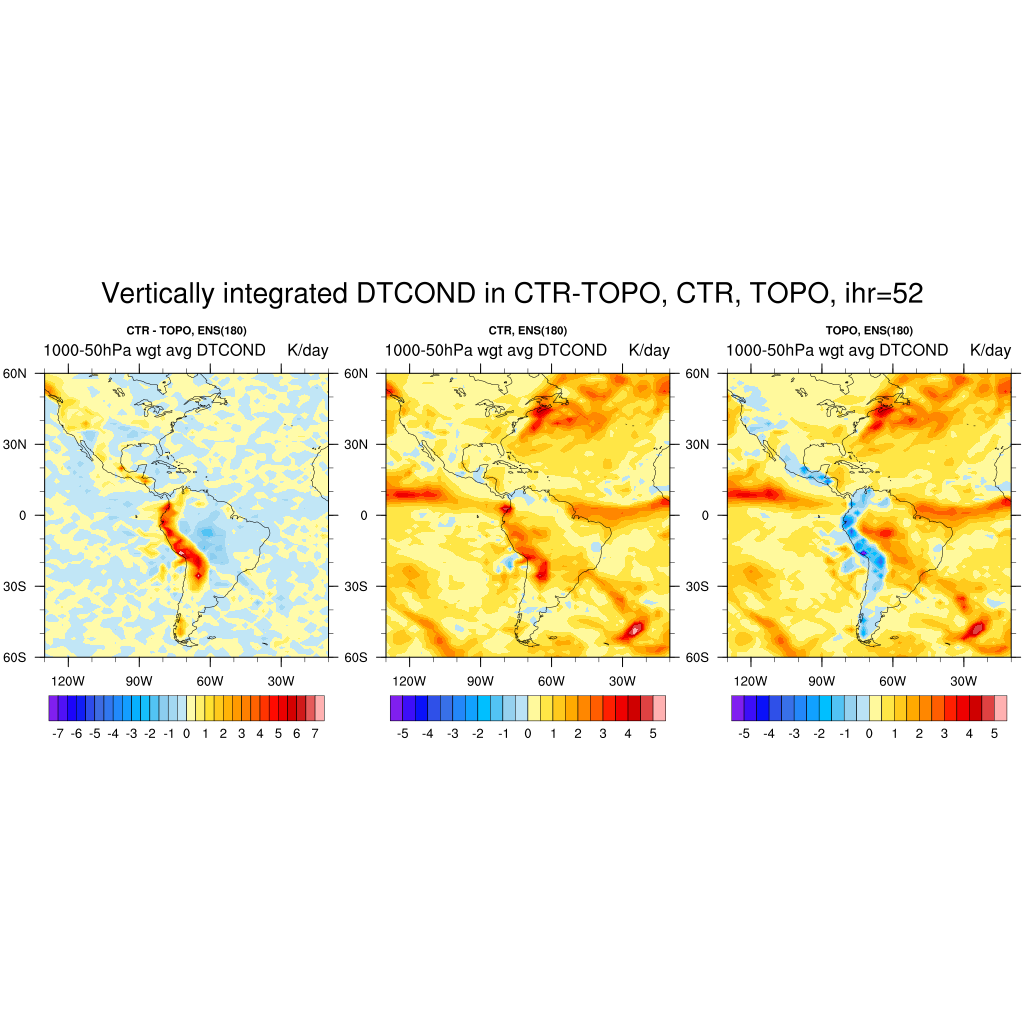 Vertically integrated DTCOND in CTR-TOPO, CTR, TOPO, ihr=52
CTR - TOPO, ENS(180)
1000-50hPa wgt avg DTCOND K/day
60N
30N
0
30S
60S
120W 90W 60W 30W
-7 -6 -5 -4 -3 -2 -1 0 1 2 3 4 5 6 7
CTR, ENS(180)
1000-50hPa wgt avg DTCOND K/day
60N
30N
0
30S
60S
120W 90W 60W 30W
-5 -4 -3 -2 -1 0 1 2 3 4 5
TOPO, ENS(180)
1000-50hPa wgt avg DTCOND K/day
60N
30N
0
30S
60S
120W 90W 60W 30W
-5 -4 -3 -2 -1 0 1 2 3 4 5